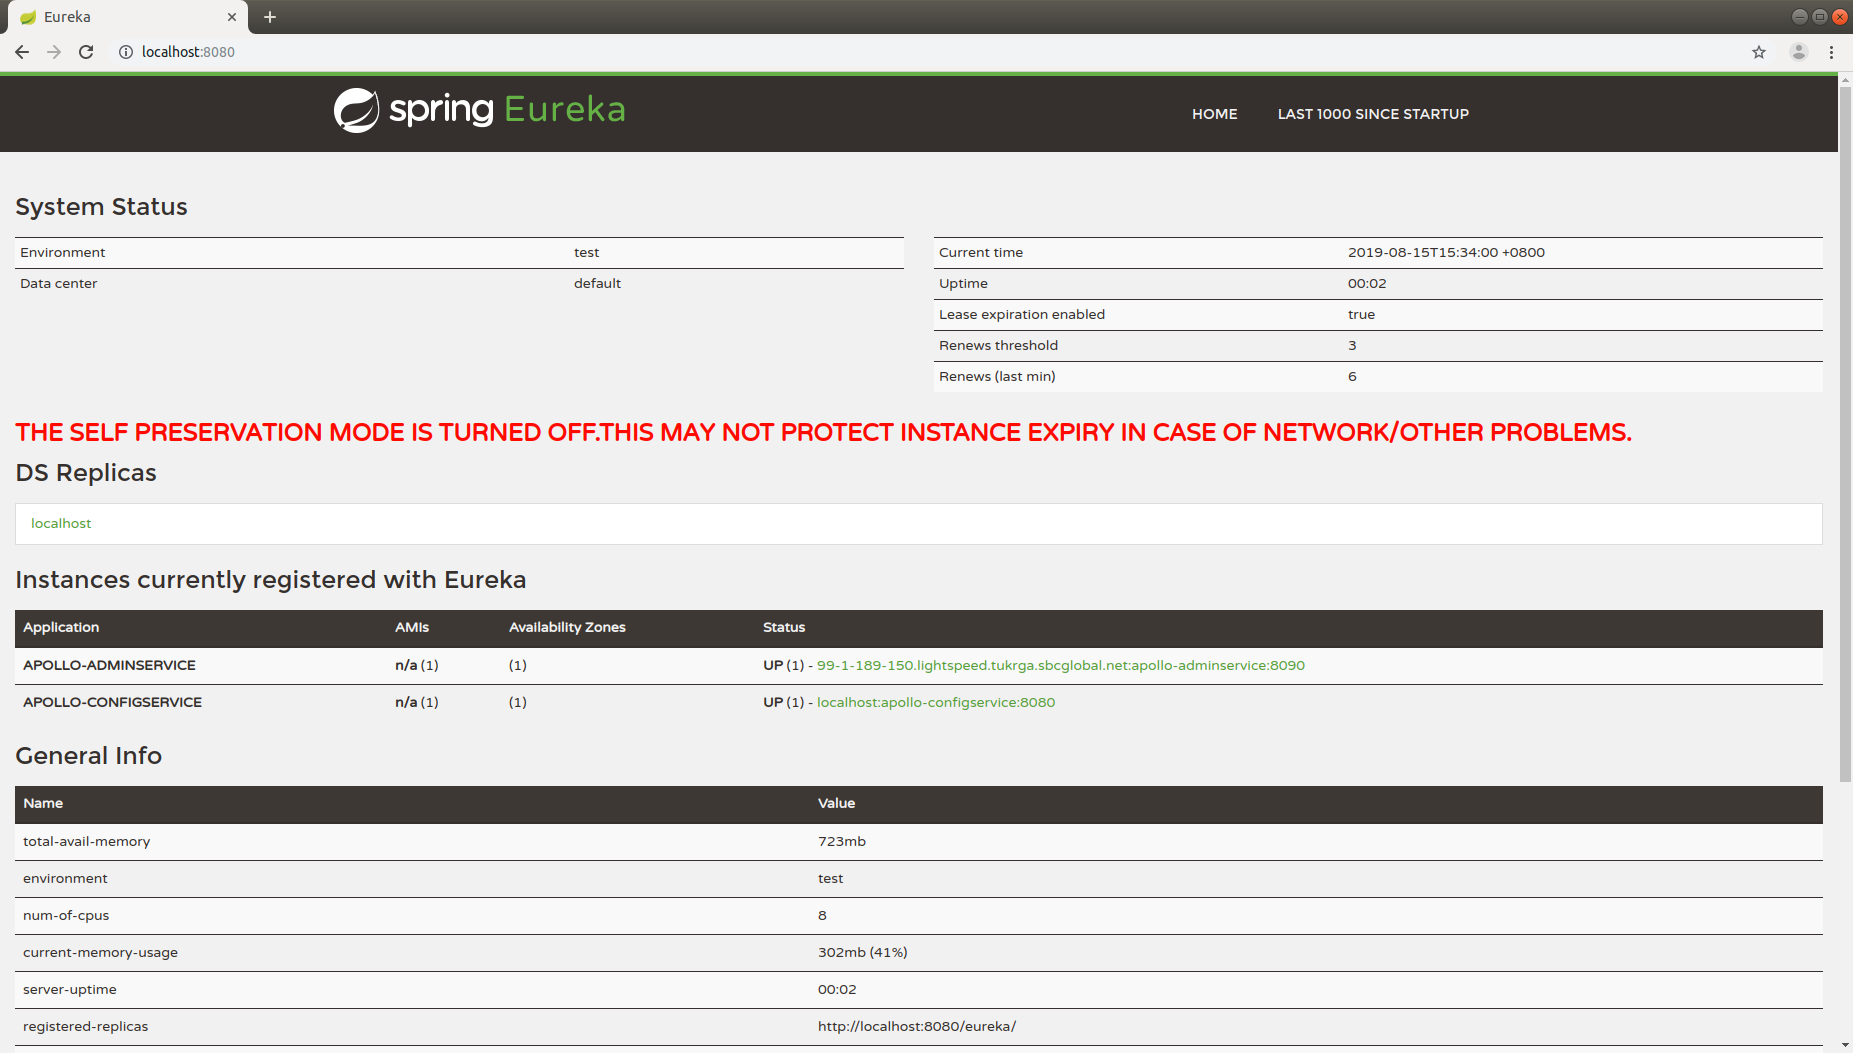 Eureka
localhost:8080
spring Eureka
HOME LAST 1000 SINCE STARTUP
System Status
Environment test
Data center default
Current time 2019-08-15T15:34:00 +0800
Uptime 00:02
Lease expiration enabled true
Renews threshold 3
Renews (last min) 6
THE SELF PRESERVATION MODE IS TURNED OFF.THIS MAY NOT PROTECT INSTANCE EXPIRY IN CASE OF NETWORK/OTHER PROBLEMS.
DS Replicas
localhost
Instances currently registered with Eureka
Application AMIs Availability Zones Status
APOLLO-ADMINSERVICE n/a (1) (1) UP (1) - 99-1-189-150.lightspeed.tukrga.sbcglobal.net:apollo-adminservice:8090
APOLLO-CONFIGSERVICE n/a (1) (1) UP (1) - localhost:apollo-configservice:8080
General Info
Name Value
total-avail-memory 723mb
environment test
num-of-cpus 8
current-memory-usage 302mb (41%)
server-uptime 00:02
registered-replicas http://localhost:8080/eureka/